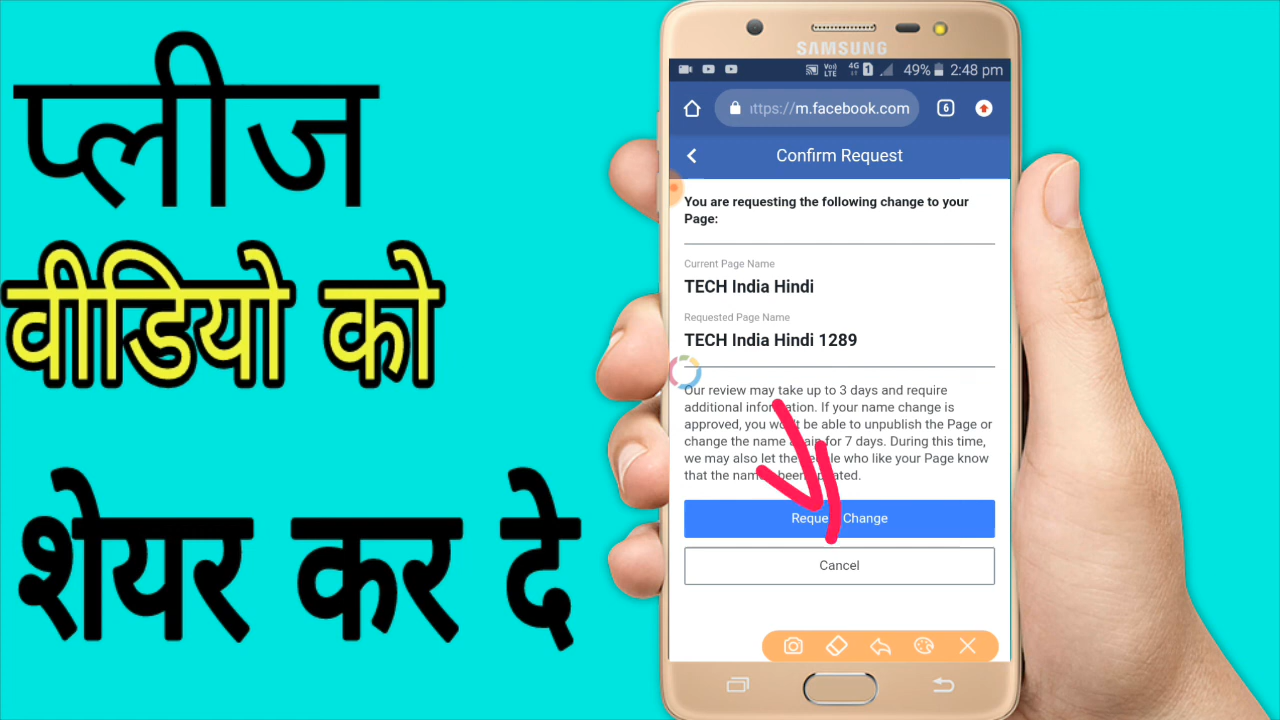 प्लीज
वीडियो को
शेयर कर दे
SAMSUNG
Vo))
LTE
4G
1
49%
2:48 pm
ttps://m.facebook.com
6
Confirm Request
You are requesting the following change to your
Page:
Current Page Name
TECH India Hindi
Requested Page Name
TECH India Hindi 1289
Our review may take up to 3 days and require
additional information. If your name change is
approved, you won't be able to unpublish the Page or
change the name again for 7 days. During this time,
we may also let the people who like your Page know
that the name been updated.
Request Change
Cancel